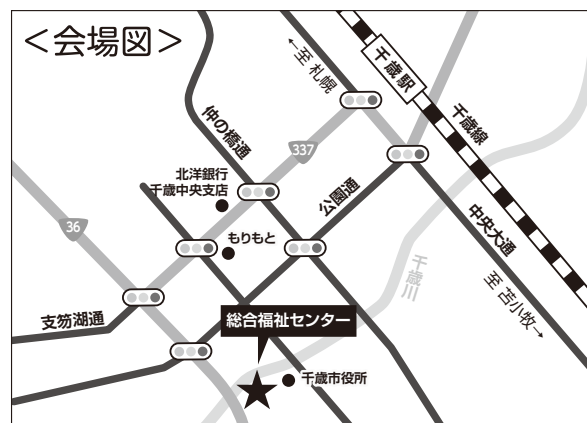 ＜会場図＞
←至 札幌
千歳駅
千歳線
仲の橋通
337
北洋銀行
千歳中央支店
公園通
中央大通
36
もりもと
千歳川
至 苫小牧→
支笏湖通
総合福祉センター
千歳市役所